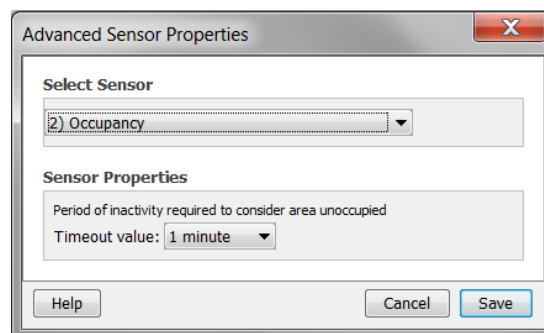 Advanced Sensor Properties
X
Select Sensor
2) Occupancy
Sensor Properties
Period of inactivity required to consider area unoccupied
Timeout value: 1 minute
Help Cancel Save